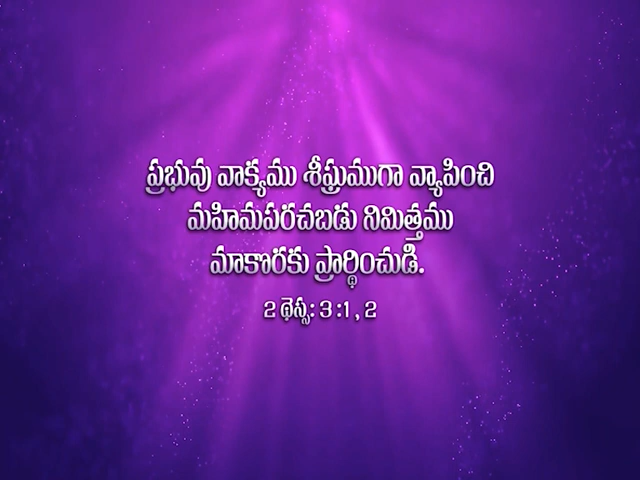 ప్రభువు వాక్యము శీఘ్రముగా వ్యాపించి
మహిమపరచబడు నిమిత్తము
మాకొరకు ప్రార్థించుడి.
2 థెస్స: 3 :1 , 2